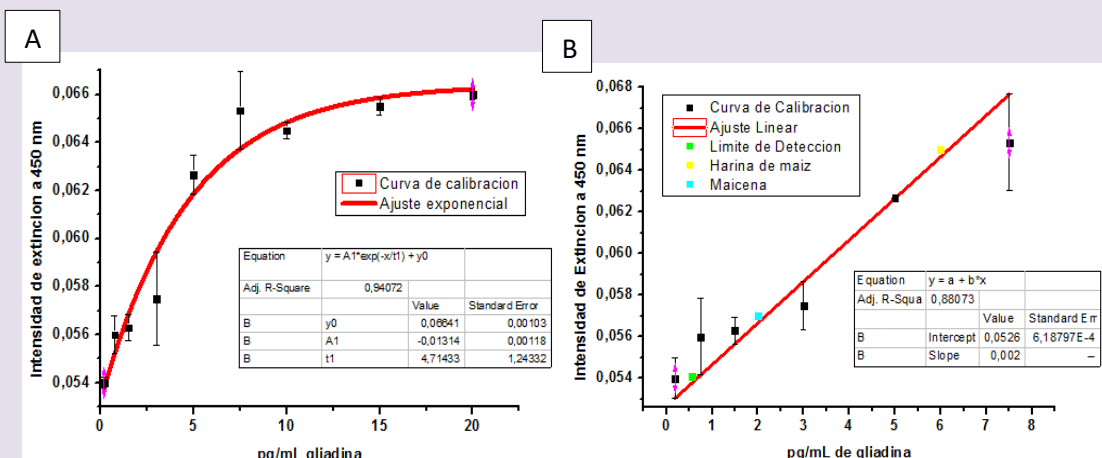 A
Intensidad de extincion a 450 nm
0,066
0,064
0,062
0,060
0,058
0,056
0,054
Curva de calibracion
Ajuste exponencial
Equation y = A1*exp(-x/t1) + y0
Adj. R-Square 0,94072
Value Standard Error
B y0 0,06641 0,00103
B A1 -0,01314 0,00118
B t1 4,71433 1,24332
0 5 10 15 20
pg/mL gliadina
B
Intensidad de Extincion a 450 nm
0,068
0,066
0,064
0,062
0,060
0,058
0,056
0,054
Curva de Calibracion
Ajuste Linear
Limite de Deteccion
Harina de maiz
Maicena
Equation y = a + b*x
Adj. R-Squa 0,88073
Value Standard Err
B Intercept 0,0526 6,18797E-4
B Slope 0,002 --
0 1 2 3 4 5 6 7 8
pg/mL de gliadina